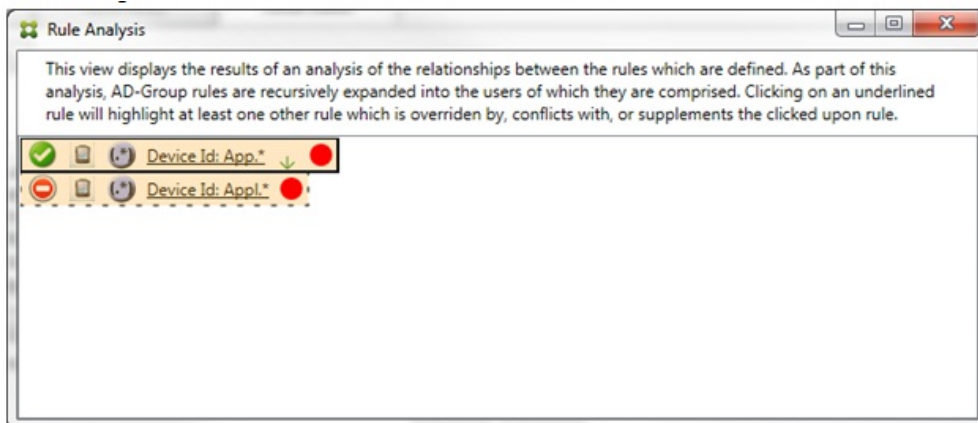 Rule Analysis
This view displays the results of an analysis of the relationships between the rules which are defined. As part of this
analysis, AD-Group rules are recursively expanded into the users of which they are comprised. Clicking on an underlined
rule will highlight at least one other rule which is overriden by, conflicts with, or supplements the clicked upon rule.
(.*) Device Id: App.*
(.*) Device Id: Appl.*